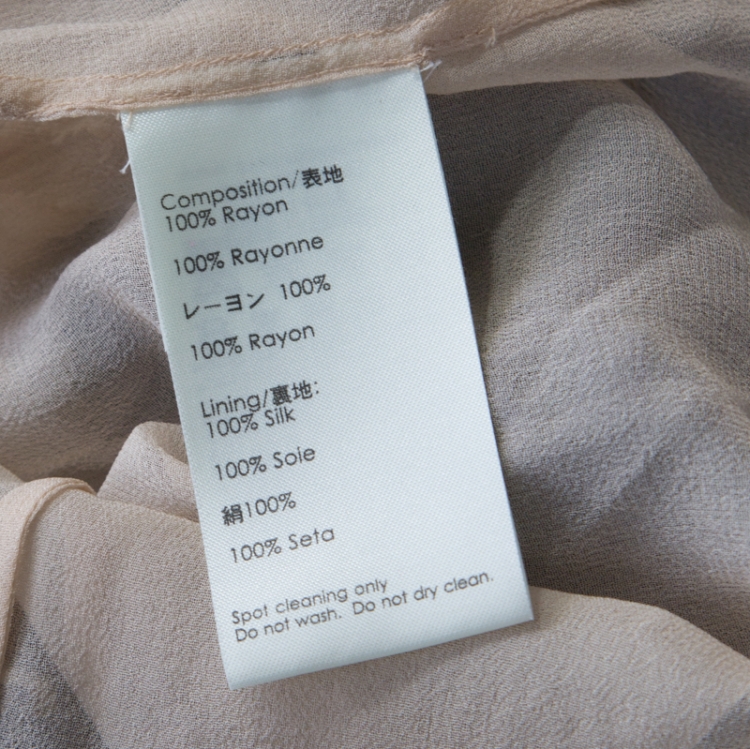 Composition/表地
100% Rayon
100% Rayonne
レーヨン 100%
100% Rayon
Lining/裏地:
100% Silk
100% Soie
絹100%
100% Seta
Spot cleaning only
Do not wash. Do not dry clean.